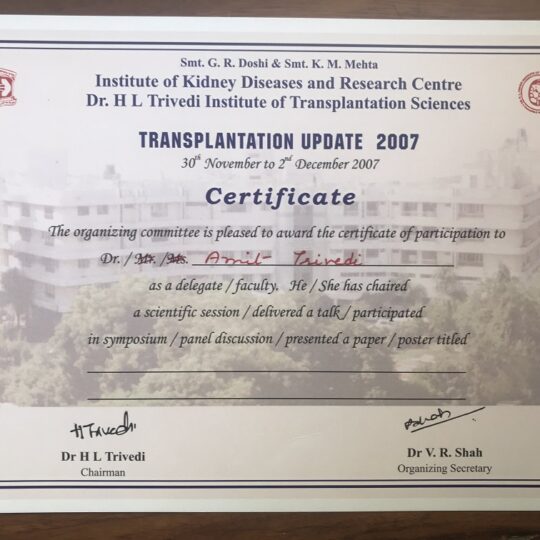 Smt. G. R. Doshi & Smt. K. M. Mehta
Institute of Kidney Diseases and Research Centre
Dr. H L Trivedi Institute of Transplantation Sciences
TRANSPLANTATION UPDATE 2007
30th November to 2nd December 2007
Certificate
The organizing committee is pleased to award the certificate of participation to
Dr. / Mr. / Ms. Amit Trivedi
as a delegate / faculty. He / She has chaired
a scientific session / delivered a talk / participated
in symposium / panel discussion / presented a paper / poster titled
H Trivedi
Dr H L Trivedi
Chairman
Dr V. R. Shah
Organizing Secretary